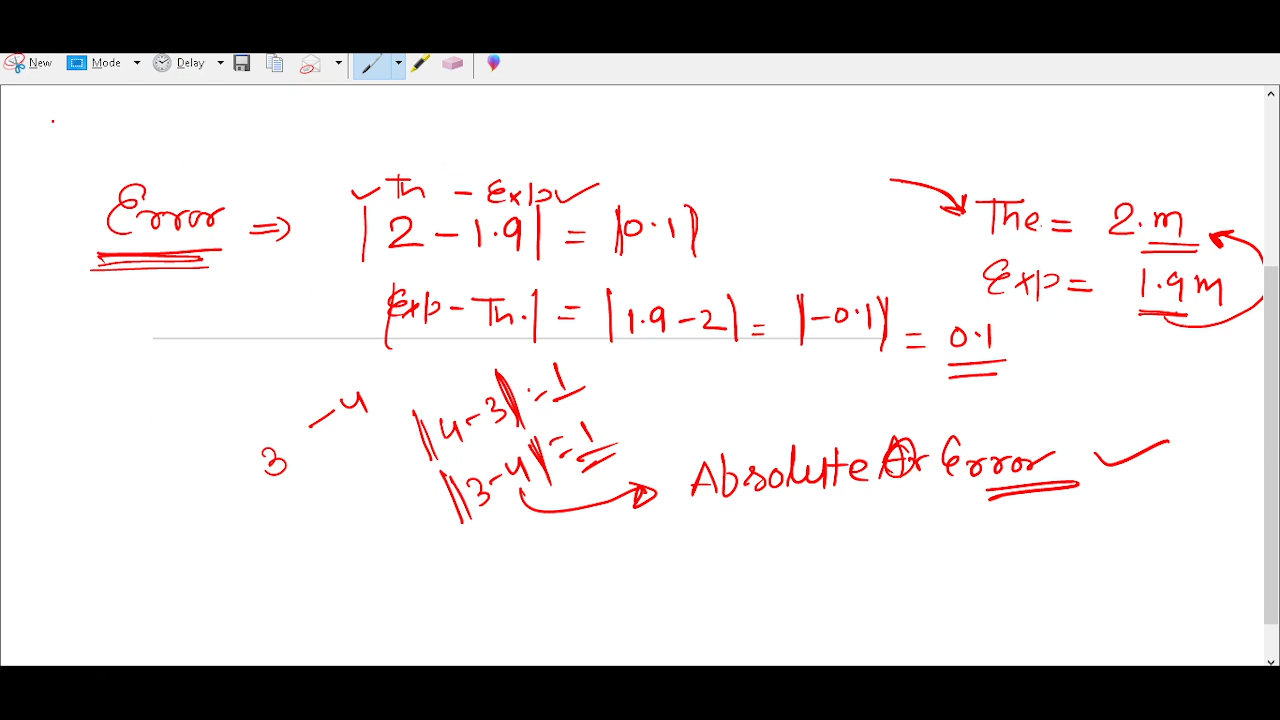 New Mode Delay
Th - Exp
Error ⇒ |2 - 1.9| = |0.1|
The. = 2.m
Exp = 1.9m
|Exp - Th.| = |1.9 - 2| = |-0.1| = 0.1
3 -4
||4 - 3|| = 1
||3 - 4|| = 1
Absolute Error